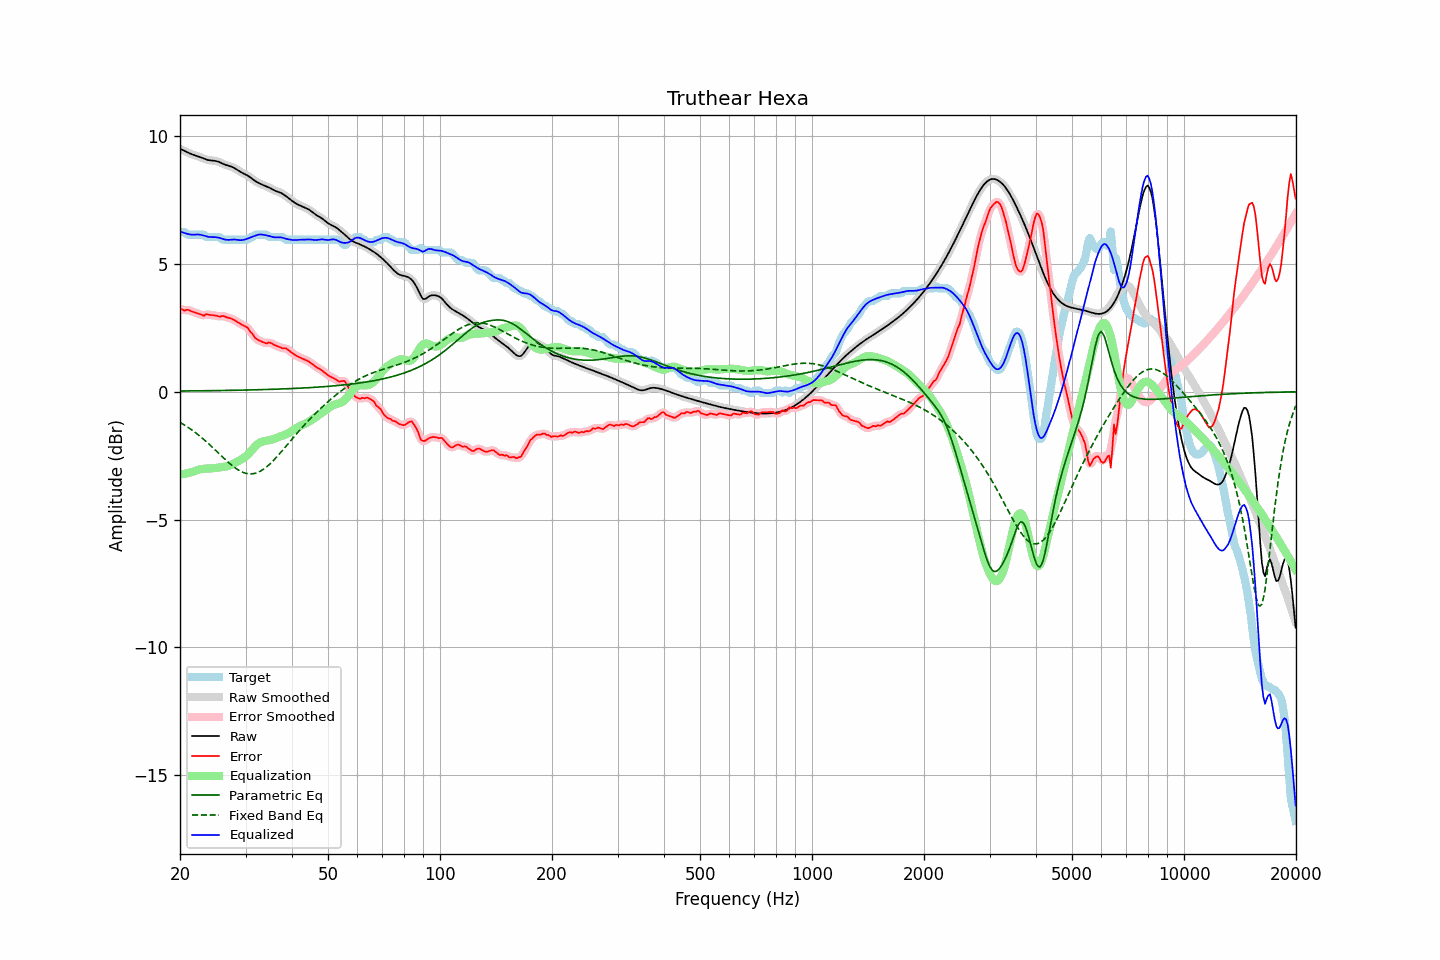 Truthear Hexa
10
5
0
−5
−10
−15
Amplitude (dBr)
Target
Raw Smoothed
Error Smoothed
Raw
Error
Equalization
Parametric Eq
Fixed Band Eq
Equalized
20 50 100 200 500 1000 2000 5000 10000 20000
Frequency (Hz)